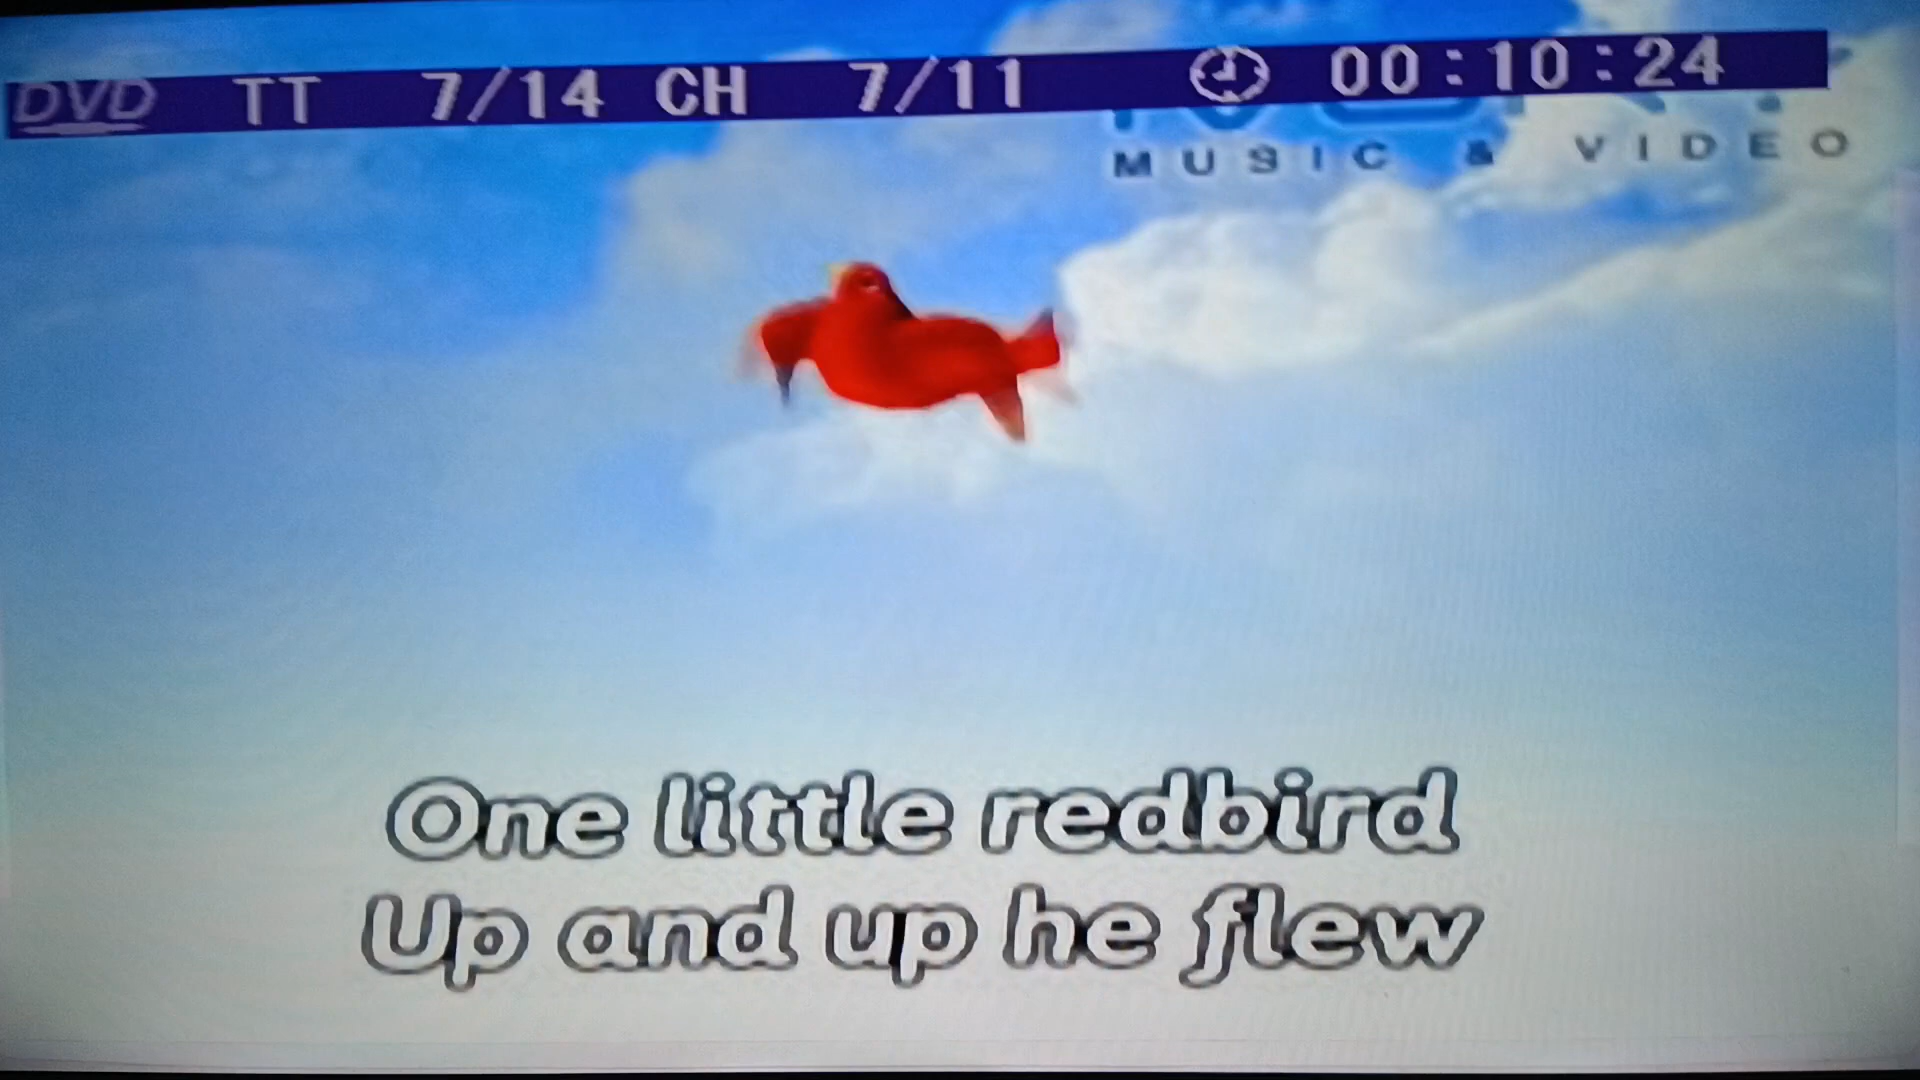 DVD TT 7/14 CH 7/11 00:10:24
MUSIC & VIDEO
One little redbird
Up and up he flew